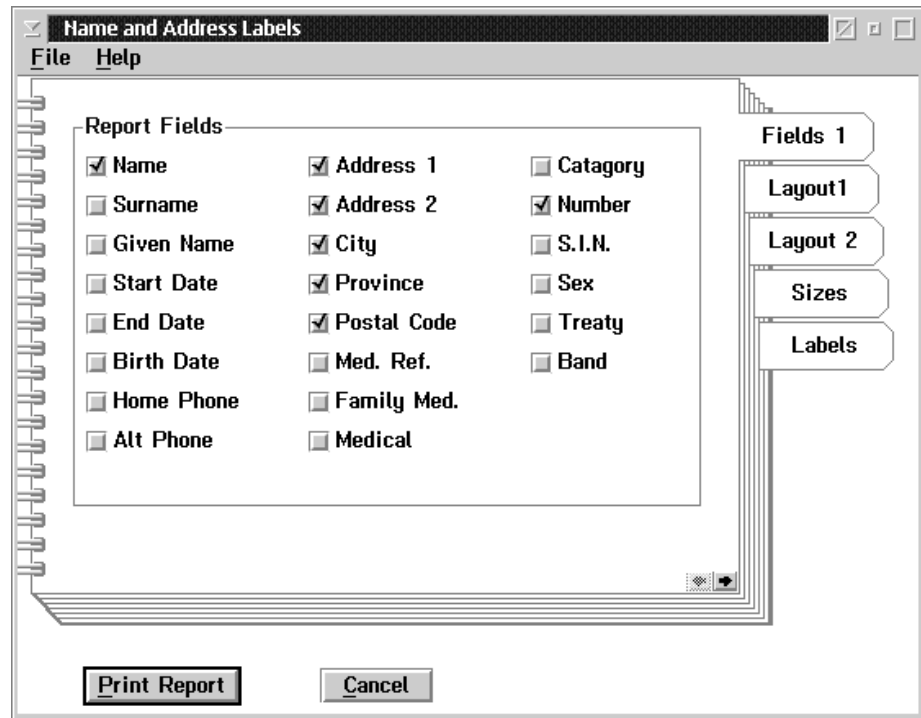 Name and Address Labels
File Help
Report Fields
Name Address 1 Catagory
Surname Address 2 Number
Given Name City S.I.N.
Start Date Province Sex
End Date Postal Code Treaty
Birth Date Med. Ref. Band
Home Phone Family Med.
Alt Phone Medical
Fields 1
Layout1
Layout 2
Sizes
Labels
Print Report Cancel